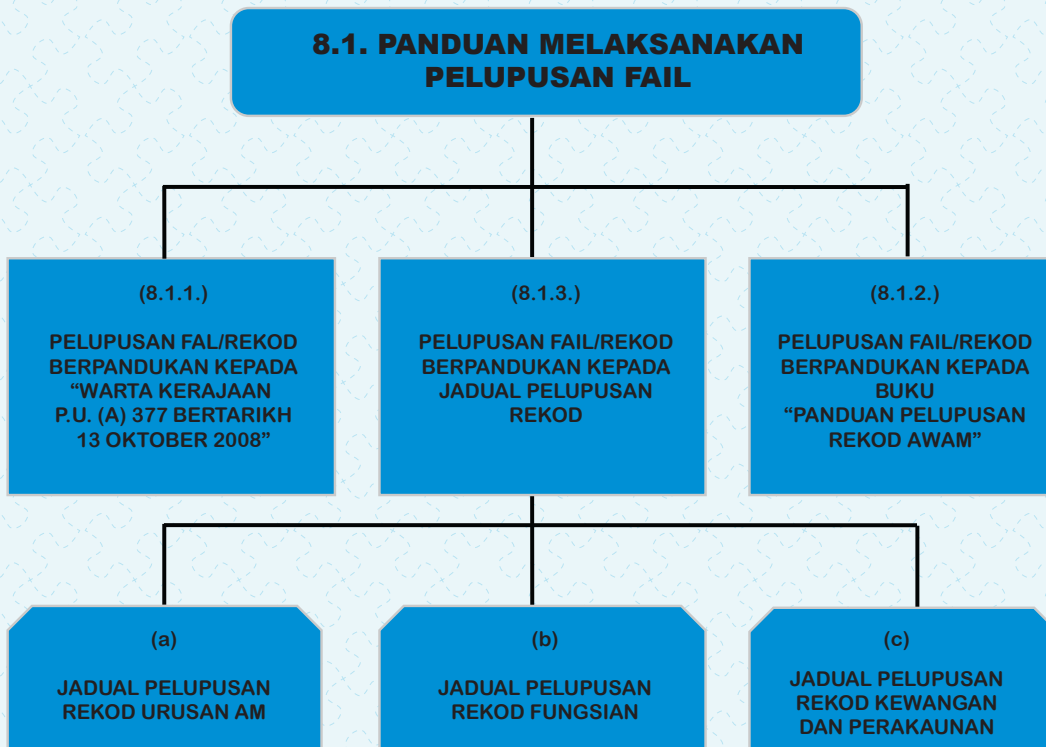 8.1. PANDUAN MELAKSANAKAN
PELUPUSAN FAIL
(8.1.1.)
PELUPUSAN FAL/REKOD
BERPANDUKAN KEPADA
“WARTA KERAJAAN
P.U. (A) 377 BERTARIKH
13 OKTOBER 2008”
(8.1.3.)
PELUPUSAN FAIL/REKOD
BERPANDUKAN KEPADA
JADUAL PELUPUSAN
REKOD
(8.1.2.)
PELUPUSAN FAIL/REKOD
BERPANDUKAN KEPADA
BUKU
“PANDUAN PELUPUSAN
REKOD AWAM”
(a)
JADUAL PELUPUSAN
REKOD URUSAN AM
(b)
JADUAL PELUPUSAN
REKOD FUNGSIAN
(c)
JADUAL PELUPUSAN
REKOD KEWANGAN
DAN PERAKAUNAN